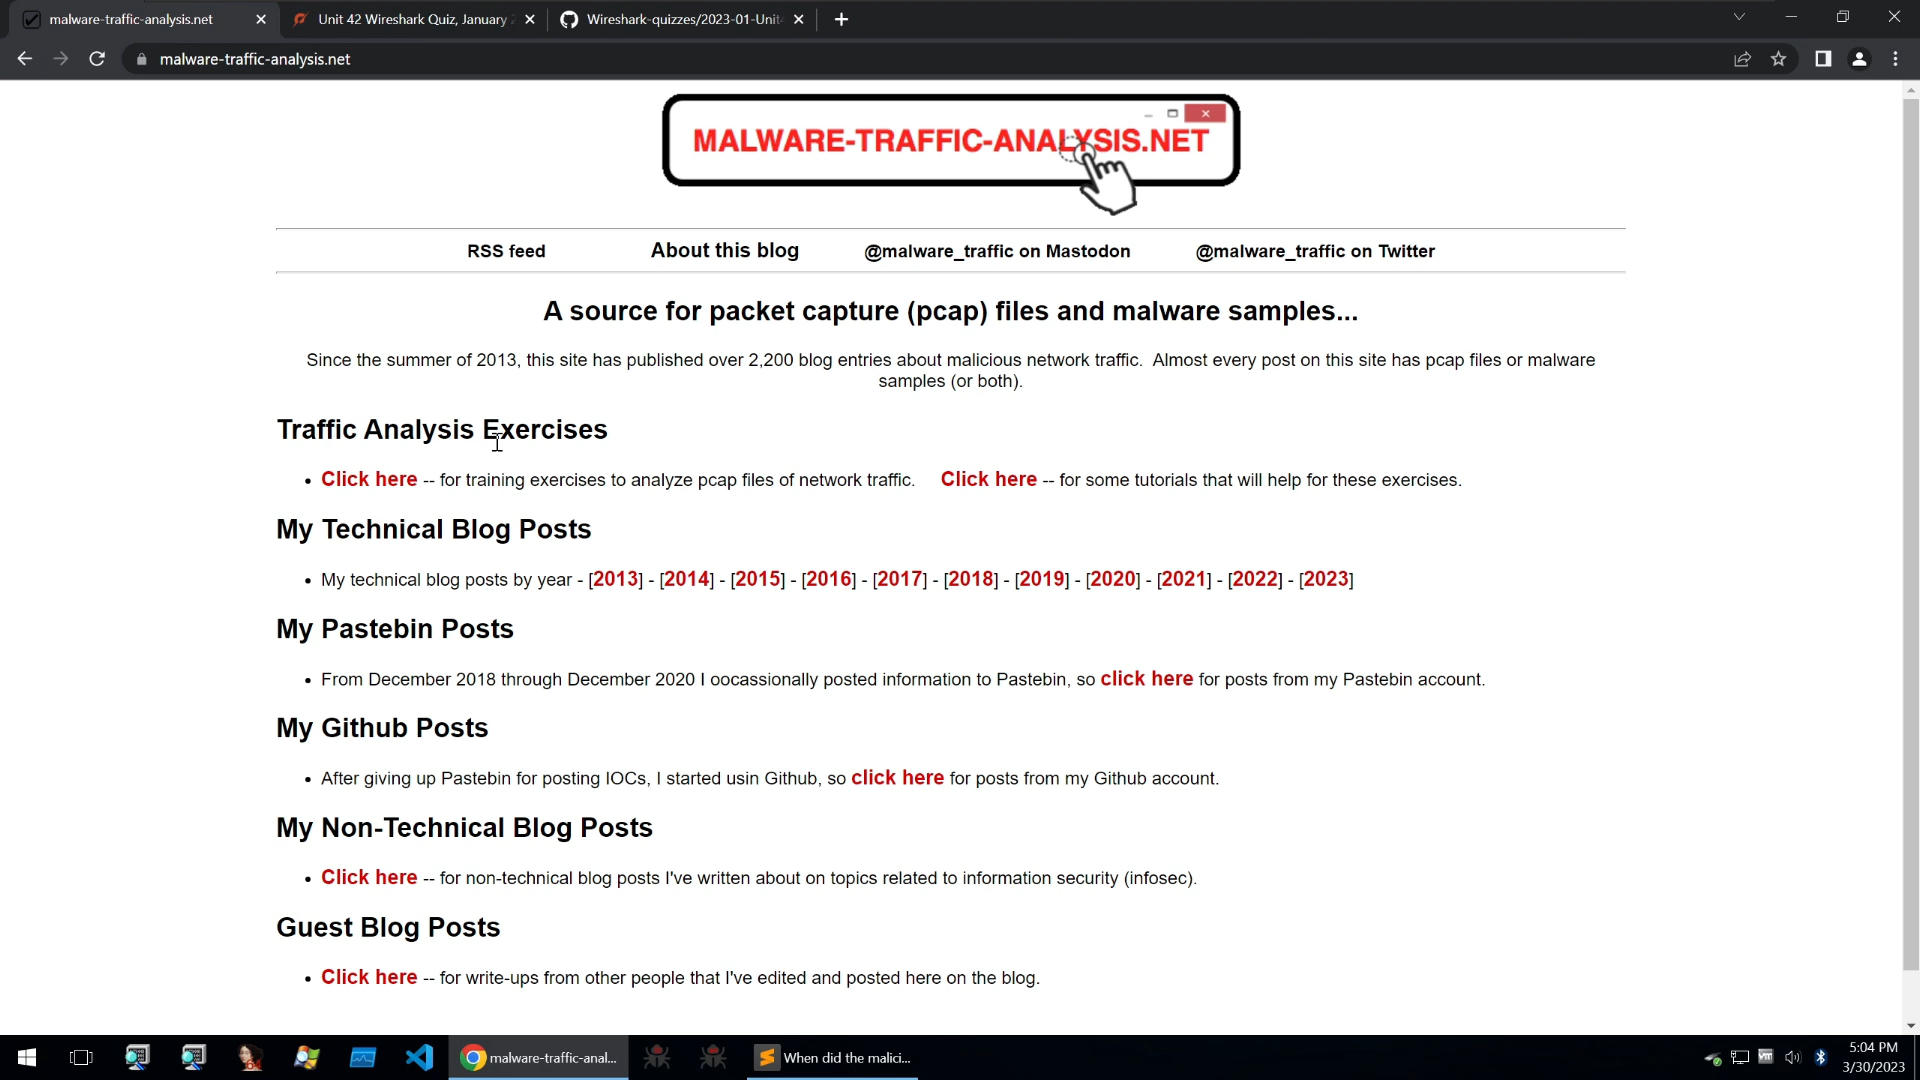 malware-traffic-analysis.net
Unit 42 Wireshark Quiz, January
Wireshark-quizzes/2023-01-Unit
malware-traffic-analysis.net
MALWARE-TRAFFIC-ANALYSIS.NET
RSS feed
About this blog
@malware_traffic on Mastodon
@malware_traffic on Twitter
A source for packet capture (pcap) files and malware samples...
Since the summer of 2013, this site has published over 2,200 blog entries about malicious network traffic.  Almost every post on this site has pcap files or malware
samples (or both).
Traffic Analysis Exercises
• Click here -- for training exercises to analyze pcap files of network traffic.    Click here -- for some tutorials that will help for these exercises.
My Technical Blog Posts
• My technical blog posts by year - [2013] - [2014] - [2015] - [2016] - [2017] - [2018] - [2019] - [2020] - [2021] - [2022] - [2023]
My Pastebin Posts
• From December 2018 through December 2020 I oocassionally posted information to Pastebin, so click here for posts from my Pastebin account.
My Github Posts
• After giving up Pastebin for posting IOCs, I started usin Github, so click here for posts from my Github account.
My Non-Technical Blog Posts
• Click here -- for non-technical blog posts I've written about on topics related to information security (infosec).
Guest Blog Posts
• Click here -- for write-ups from other people that I've edited and posted here on the blog.
malware-traffic-anal...
When did the malici...
5:04 PM
3/30/2023